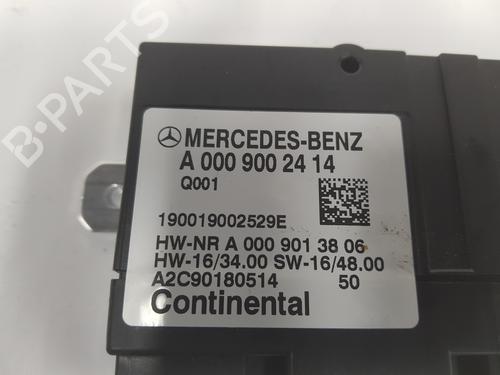 MERCEDES-BENZ
A 000 900 24 14
Q001
190019002529E
HW-NR A 000 901 38 06
HW-16/34.00 SW-16/48.00
A2C90180514 50
Continental
B-PARTS